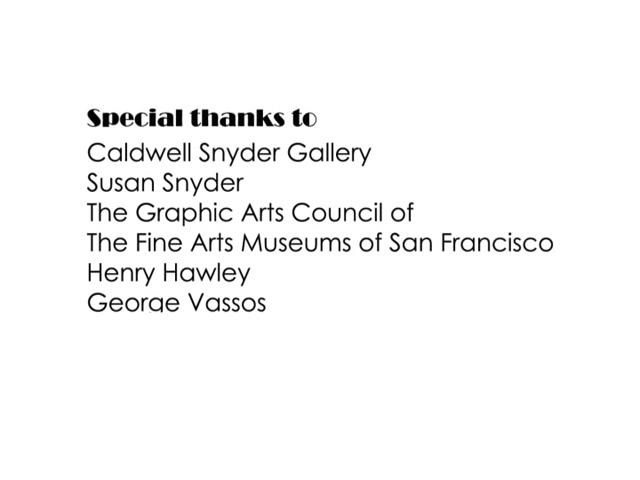 Special thanks to
Caldwell Snyder Gallery
Susan Snyder
The Graphic Arts Council of
The Fine Arts Museums of San Francisco
Henry Hawley
George Vassos